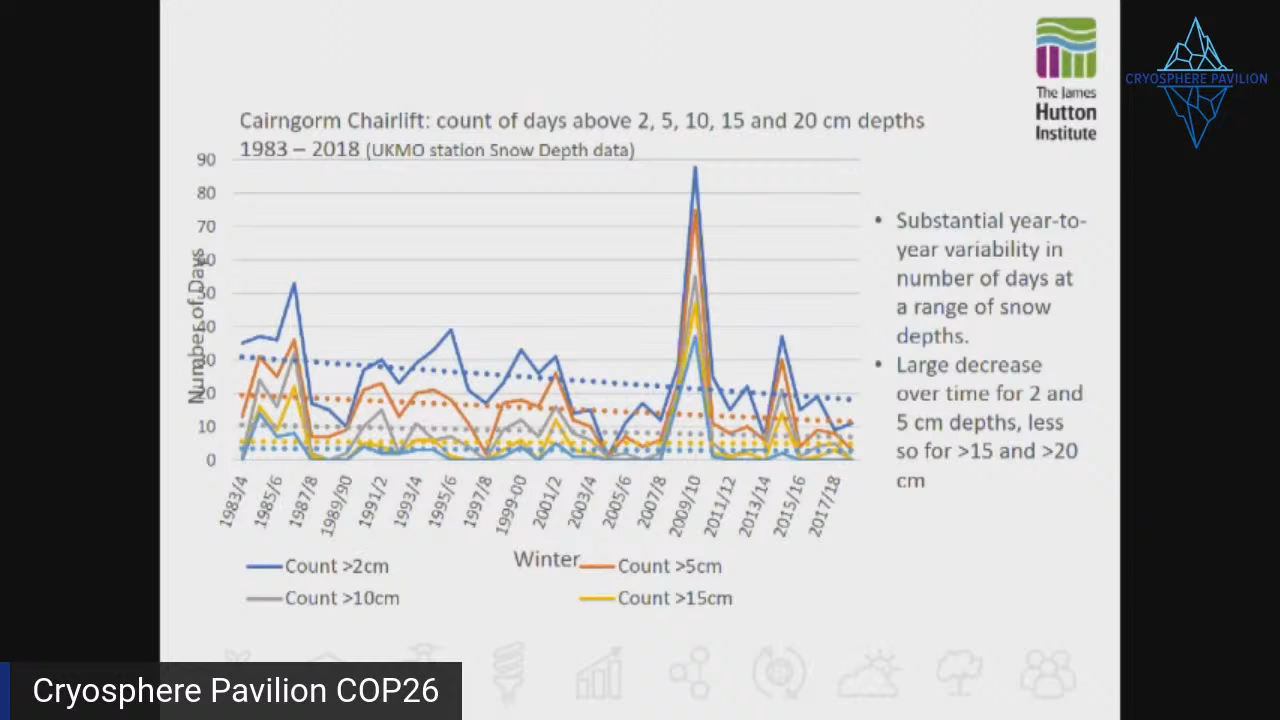 CRYOSPHERE PAVILION
The James
Hutton
Institute
Cairngorm Chairlift: count of days above 2, 5, 10, 15 and 20 cm depths
1983 – 2018 (UKMO station Snow Depth data)
Number of Days
90
80
70
60
50
40
30
20
10
0
1983/4
1985/6
1987/8
1989/90
1991/2
1993/4
1995/6
1997/8
1999-00
2001/2
2003/4
2005/6
2007/8
2009/10
2011/12
2013/14
2015/16
2017/18
Winter
Count >2cm
Count >5cm
Count >10cm
Count >15cm
• Substantial year-to-
year variability in
number of days at
a range of snow
depths.
• Large decrease
over time for 2 and
5 cm depths, less
so for >15 and >20
cm
Cryosphere Pavilion COP26